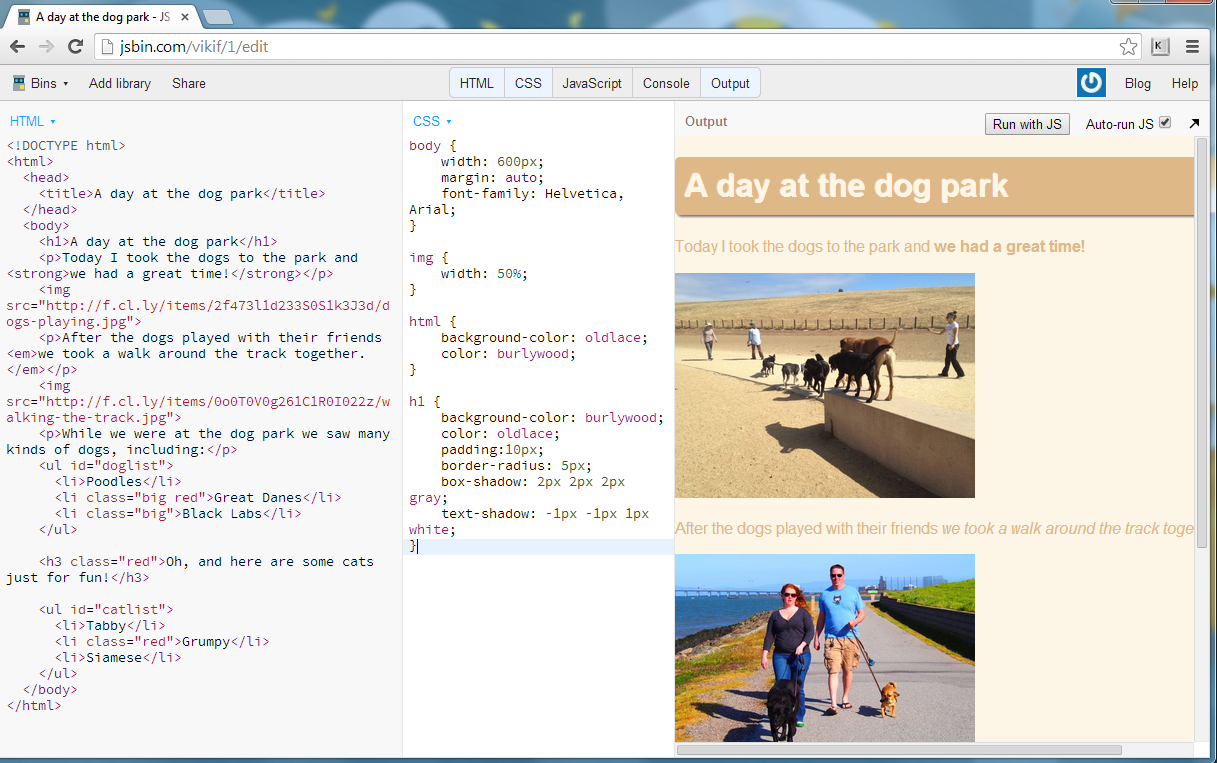 A day at the dog park - JS
jsbin.com/vikif/1/edit
Bins
Add library
Share
HTML
CSS
JavaScript
Console
Output
Blog
Help
HTML
<!DOCTYPE html>
<html>
<head>
<title>A day at the dog park</title>
</head>
<body>
<h1>A day at the dog park</h1>
<p>Today I took the dogs to the park and
<strong>we had a great time!</strong></p>
<img
src="http://f.cl.ly/items/2f473l1d233S0S1k3J3d/d
ogs-playing.jpg">
<p>After the dogs played with their friends
<em>we took a walk around the track together.
</em></p>
<img
src="http://f.cl.ly/items/0o0T0V0g261C1R0I022z/w
alking-the-track.jpg">
<p>While we were at the dog park we saw many
kinds of dogs, including:</p>
<ul id="doglist">
<li>Poodles</li>
<li class="big red">Great Danes</li>
<li class="big">Black Labs</li>
</ul>
<h3 class="red">Oh, and here are some cats
just for fun!</h3>
<ul id="catlist">
<li>Tabby</li>
<li class="red">Grumpy</li>
<li>Siamese</li>
</ul>
</body>
</html>
CSS
body {
width: 600px;
margin: auto;
font-family: Helvetica,
Arial;
}
img {
width: 50%;
}
html {
background-color: oldlace;
color: burlywood;
}
h1 {
background-color: burlywood;
color: oldlace;
padding:10px;
border-radius: 5px;
box-shadow: 2px 2px 2px
gray;
text-shadow: -1px -1px 1px
white;
}
Output
Run with JS
Auto-run JS
A day at the dog park
Today I took the dogs to the park and we had a great time!
After the dogs played with their friends we took a walk around the track toge